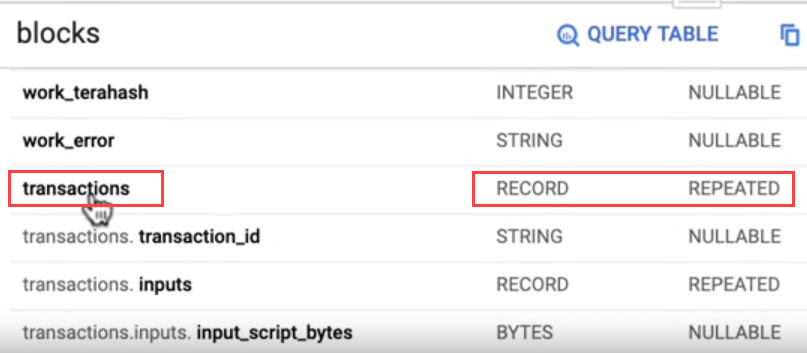 blocks QUERY TABLE
work_terahash INTEGER NULLABLE
work_error STRING NULLABLE
transactions RECORD REPEATED
transactions. transaction_id STRING NULLABLE
transactions. inputs RECORD REPEATED
transactions.inputs. input_script_bytes BYTES NULLABLE